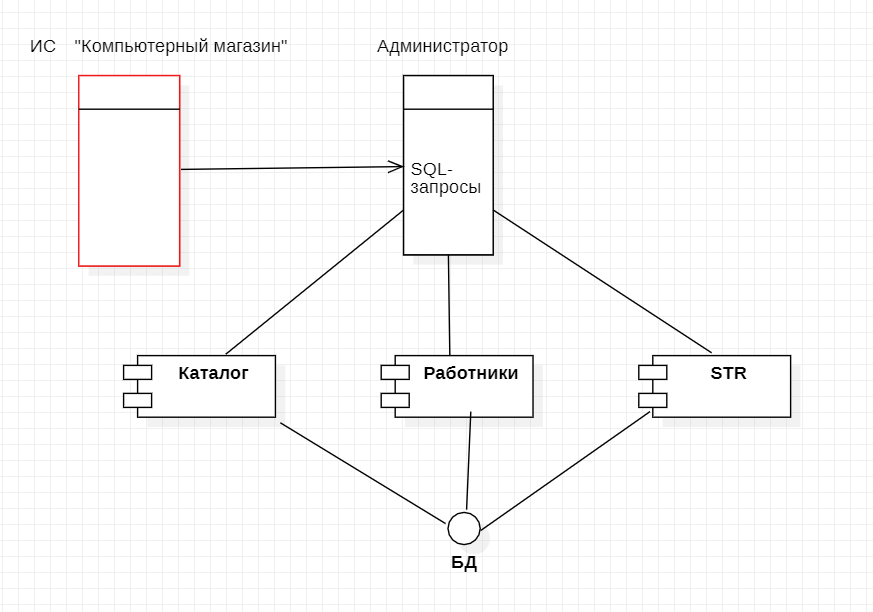 ИС "Компьютерный магазин"
Администратор
SQL-
запросы
Каталог
Работники
STR
БД